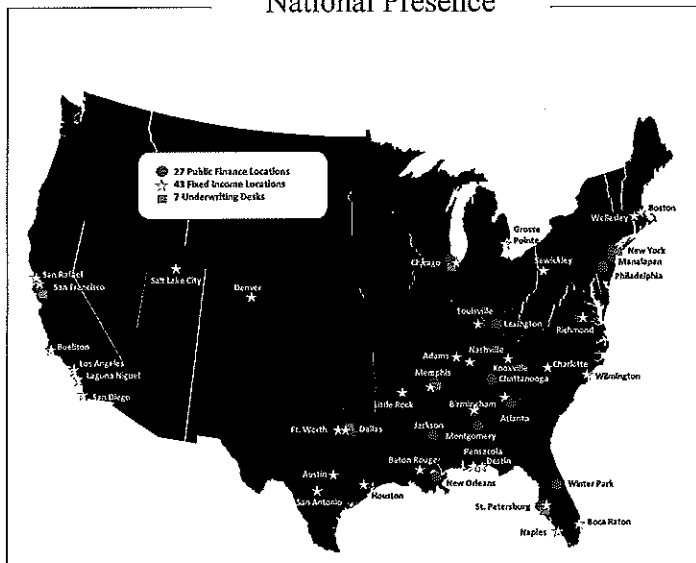 National Presence
27 Public Finance Locations
43 Fixed Income Locations
7 Underwriting Desks
Boston
Wellesley
Grosse
Pointe
New York
Chicago
Sewickley
Manalapan
Philadelphia
San Rafael
San Francisco
Salt Lake City
Denver
Louisville
Lexington
Richmond
Buellton
Nashville
Adams
Los Angeles
Knoxville
Charlotte
Laguna Niguel
Memphis
Chattanooga
Wilmington
San Diego
Little Rock
Birmingham
Atlanta
Ft. Worth
Dallas
Jackson
Montgomery
Pensacola
Baton Rouge
Destin
Austin
New Orleans
Winter Park
Houston
San Antonio
St. Petersburg
Boca Raton
Naples